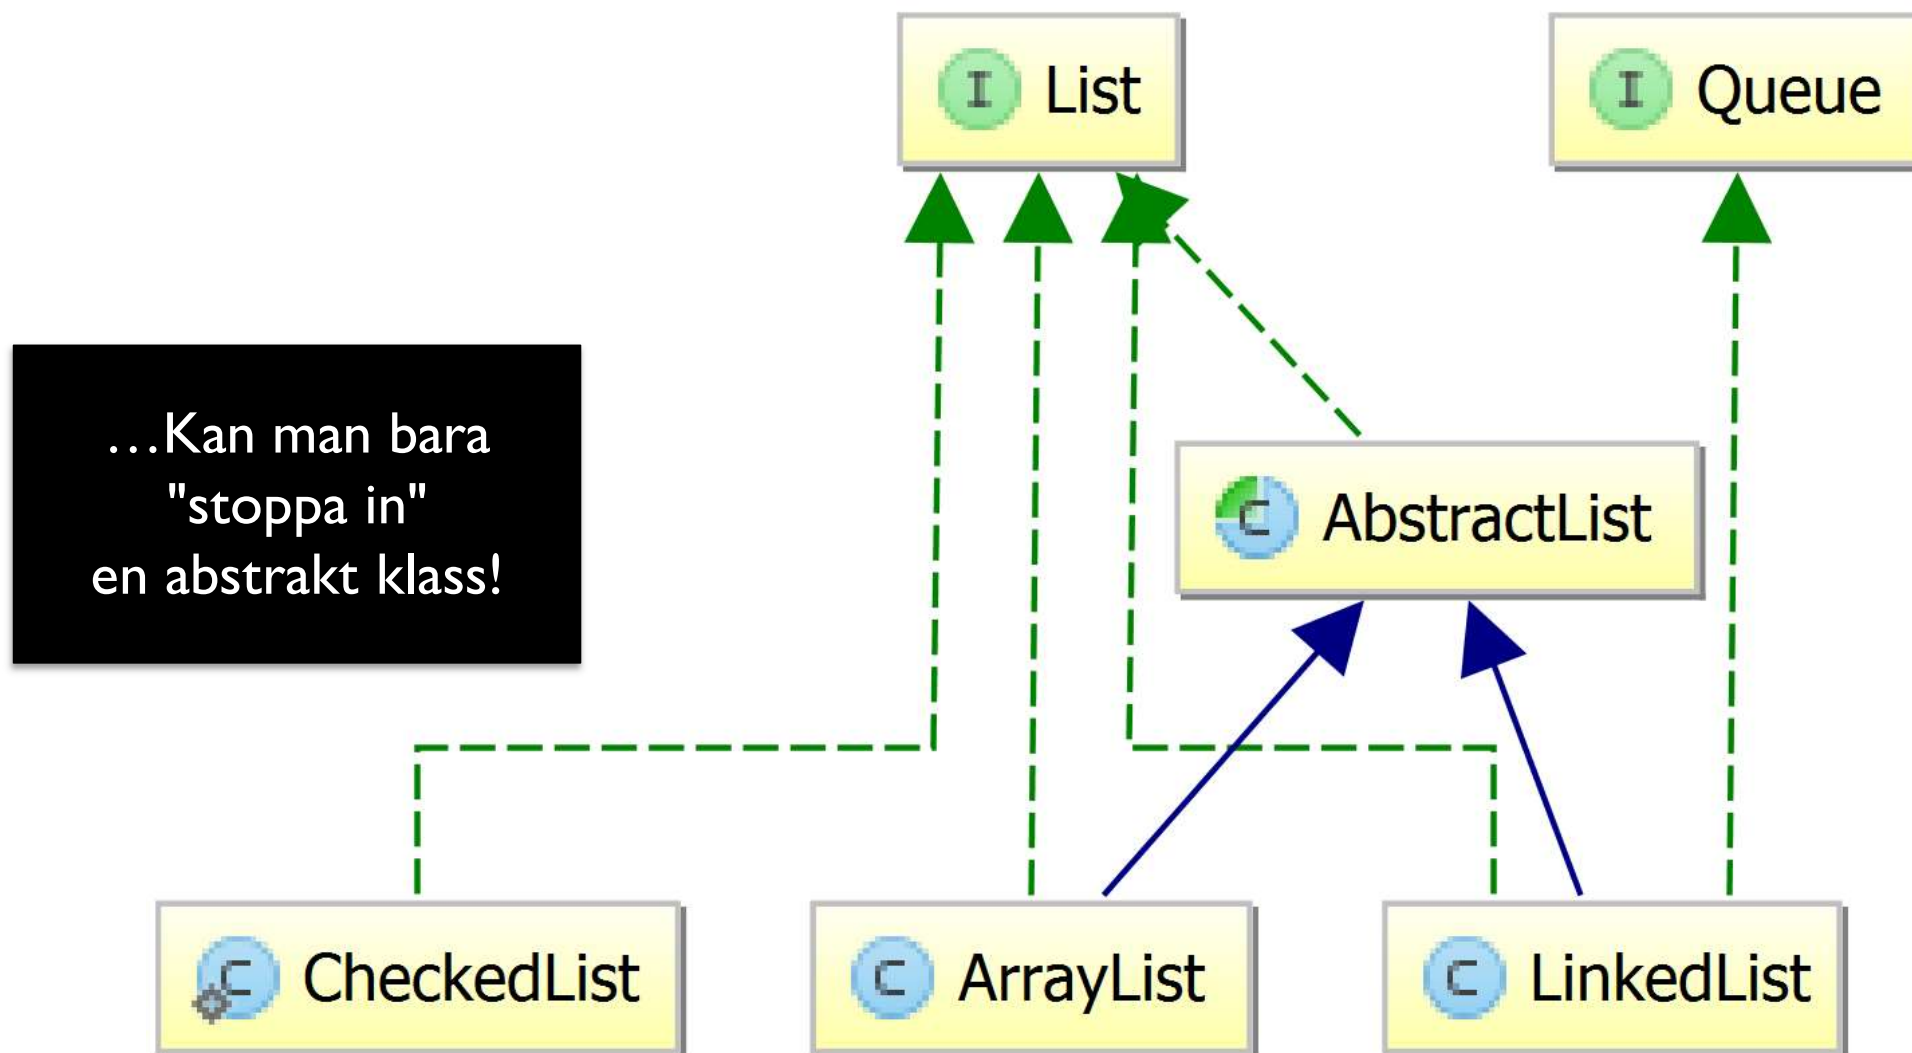 I List
I Queue
…Kan man bara
"stoppa in"
en abstrakt klass!
C AbstractList
C CheckedList
C ArrayList
C LinkedList